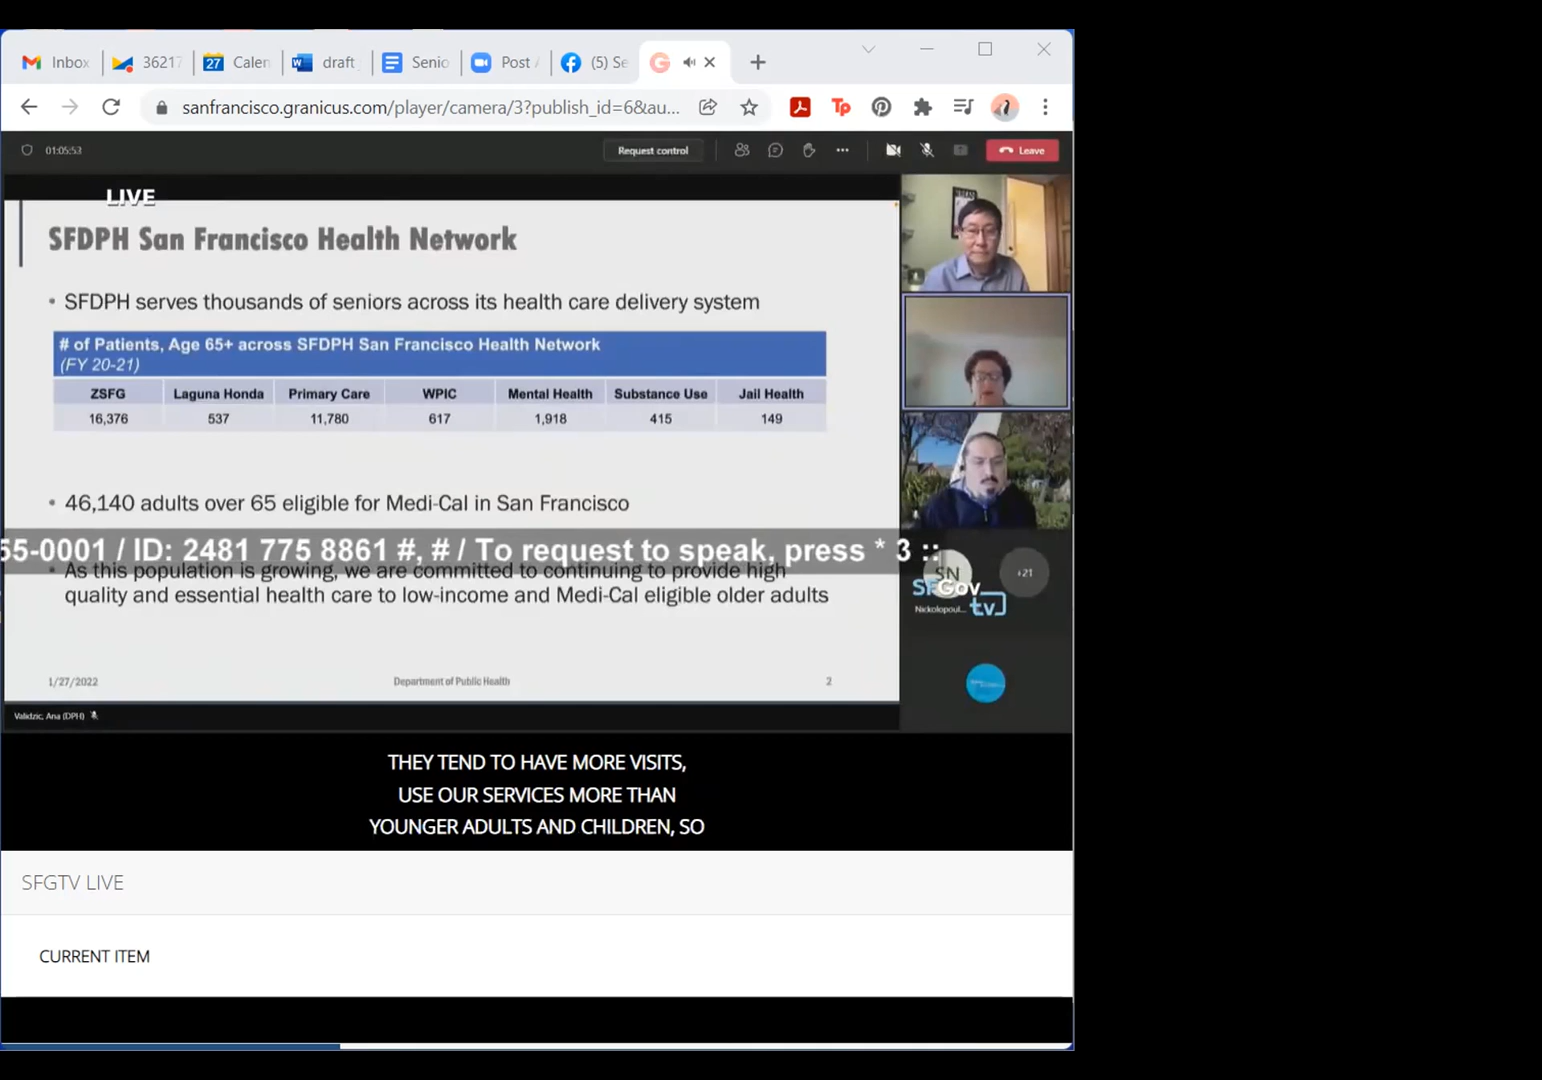 Inbox
36217
27
Calen
draft
Senio
Post /
(5) Se
sanfrancisco.granicus.com/player/camera/3?publish_id=6&au...
01:05:53
Request control
Leave
LIVE
SFDPH San Francisco Health Network
• SFDPH serves thousands of seniors across its health care delivery system
# of Patients, Age 65+ across SFDPH San Francisco Health Network
(FY 20-21)
ZSFG Laguna Honda Primary Care WPIC Mental Health Substance Use Jail Health
16,376 537 11,780 617 1,918 415 149
• 46,140 adults over 65 eligible for Medi-Cal in San Francisco
55-0001 / ID: 2481 775 8861 #, # / To request to speak, press * 3 ::
• As this population is growing, we are committed to continuing to provide high
quality and essential health care to low-income and Medi-Cal eligible older adults
SN
+21
SFGov
tv
Nickolopoul...
1/27/2022 Department of Public Health 2
Validzic, Ana (DPH)
THEY TEND TO HAVE MORE VISITS,
USE OUR SERVICES MORE THAN
YOUNGER ADULTS AND CHILDREN, SO
SFGTV LIVE
CURRENT ITEM